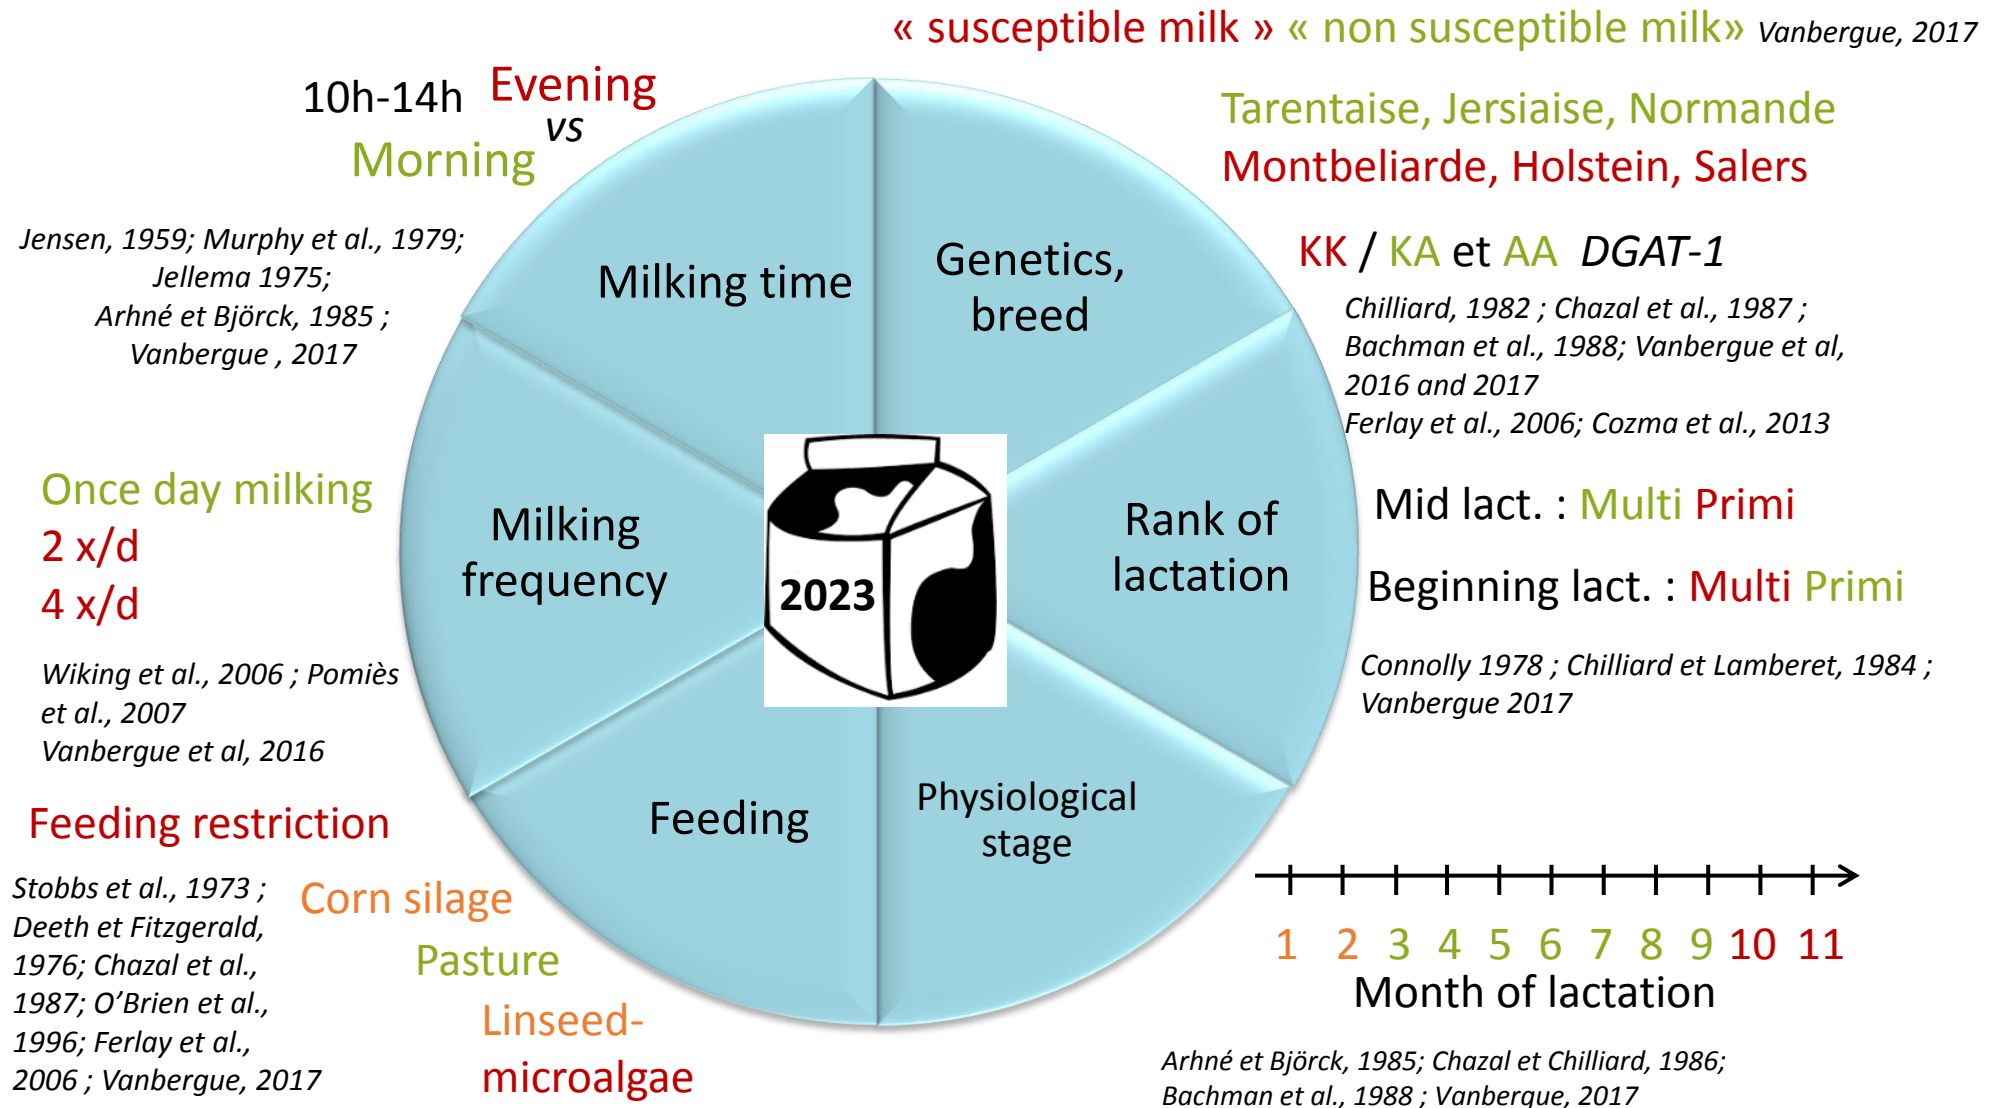 « susceptible milk » « non susceptible milk» Vanbergue, 2017
10h-14h Evening
vs
Morning
Jensen, 1959; Murphy et al., 1979;
Jellema 1975;
Arhné et Björck, 1985 ;
Vanbergue , 2017
Milking time
Genetics,
breed
Tarentaise, Jersiaise, Normande
Montbeliarde, Holstein, Salers
KK / KA et AA DGAT-1
Chilliard, 1982 ; Chazal et al., 1987 ;
Bachman et al., 1988; Vanbergue et al,
2016 and 2017
Ferlay et al., 2006; Cozma et al., 2013
Once day milking
2 x/d
4 x/d
Wiking et al., 2006 ; Pomiès
et al., 2007
Vanbergue et al, 2016
Milking
frequency
2023
Rank of
lactation
Mid lact. : Multi Primi
Beginning lact. : Multi Primi
Connolly 1978 ; Chilliard et Lamberet, 1984 ;
Vanbergue 2017
Feeding restriction
Stobbs et al., 1973 ;
Deeth et Fitzgerald,
1976; Chazal et al.,
1987; O’Brien et al.,
1996; Ferlay et al.,
2006 ; Vanbergue, 2017
Corn silage
Pasture
Linseed-
microalgae
Feeding
Physiological
stage
1 2 3 4 5 6 7 8 9 10 11
Month of lactation
Arhné et Björck, 1985; Chazal et Chilliard, 1986;
Bachman et al., 1988 ; Vanbergue, 2017